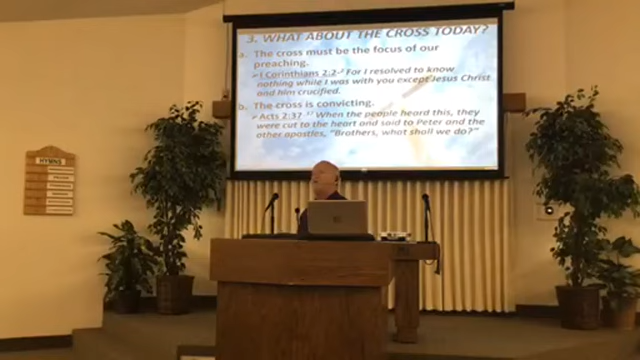 3. WHAT ABOUT THE CROSS TODAY?
a. The cross must be the focus of our
preaching.
➢I Corinthians 2:2-² For I resolved to know
nothing while I was with you except Jesus Christ
and him crucified.
b. The cross is convicting.
➢Acts 2:37-³⁷ When the people heard this, they
were cut to the heart and said to Peter and the
other apostles, “Brothers, what shall we do?”
HYMNS